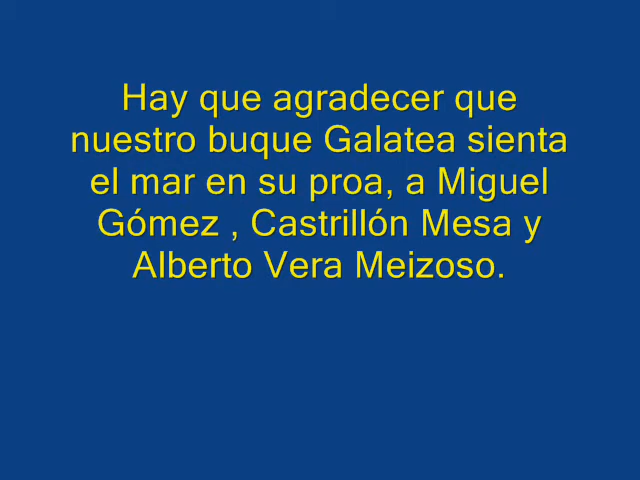 Hay que agradecer que
nuestro buque Galatea sienta
el mar en su proa, a Miguel
Gómez , Castrillón Mesa y
Alberto Vera Meizoso.